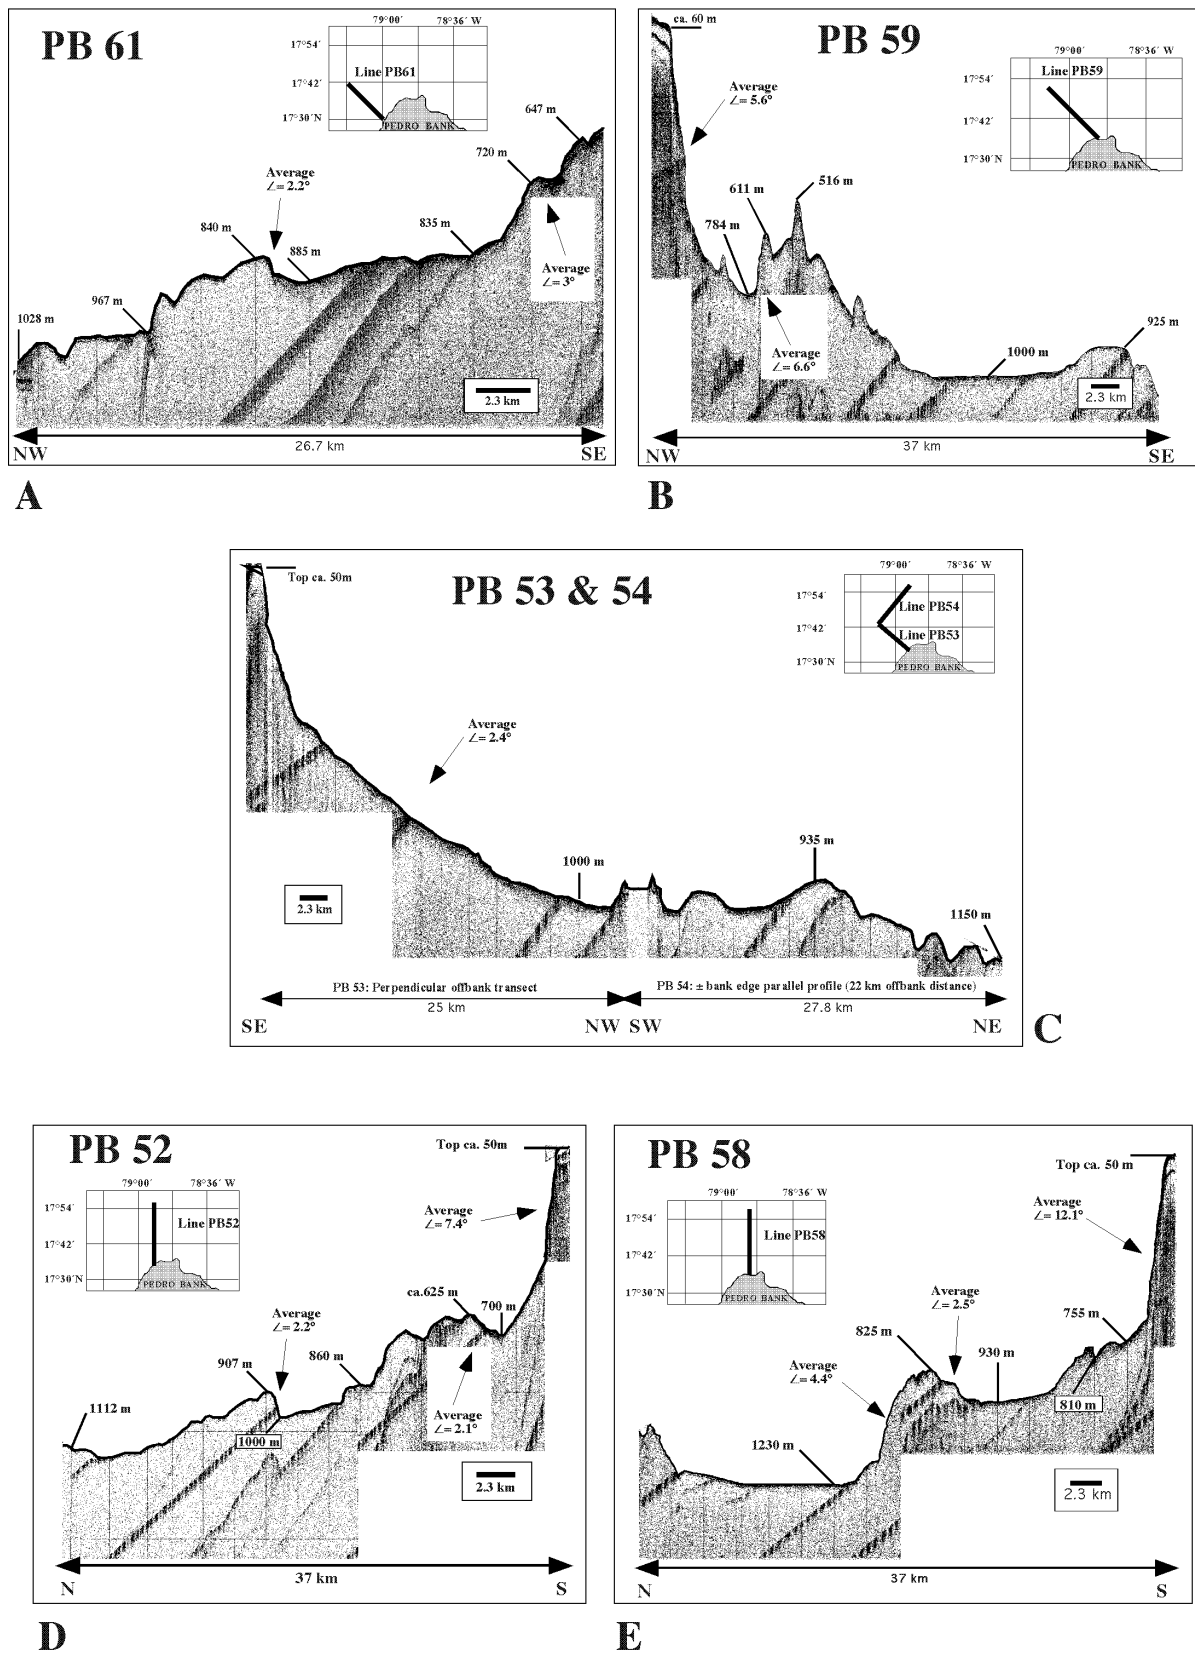 PB 61
79°00′ 78°36′ W
17°54′
17°42′
17°30′N
Line PB61
PEDRO BANK
647 m
720 m
Average
∠= 2.2°
840 m
885 m
835 m
Average
∠= 3°
967 m
1028 m
2.3 km
26.7 km
NW SE
A
ca. 60 m
PB 59
79°00′ 78°36′ W
17°54′
17°42′
17°30′N
Line PB59
PEDRO BANK
Average
∠= 5.6°
611 m
516 m
784 m
Average
∠= 6.6°
1000 m
925 m
2.3 km
37 km
NW SE
B
Top ca. 50m
PB 53 & 54
79°00′ 78°36′ W
17°54′
17°42′
17°30′N
Line PB54
Line PB53
PEDRO BANK
Average
∠= 2.4°
1000 m
935 m
1150 m
2.3 km
PB 53: Perpendicular offbank transect
PB 54: ± bank edge parallel profile (22 km offbank distance)
25 km
27.8 km
SE NW SW NE
C
PB 52
Top ca. 50m
79°00′ 78°36′ W
17°54′
17°42′
17°30′N
Line PB52
PEDRO BANK
Average
∠= 7.4°
ca.625 m
700 m
Average
∠= 2.2°
907 m
860 m
1112 m
1000 m
Average
∠= 2.1°
2.3 km
37 km
N S
D
PB 58
Top ca. 50 m
79°00′ 78°36′ W
17°54′
17°42′
17°30′N
Line PB58
PEDRO BANK
Average
∠= 12.1°
Average
∠= 2.5°
825 m
755 m
930 m
Average
∠= 4.4°
810 m
1230 m
2.3 km
37 km
N S
E